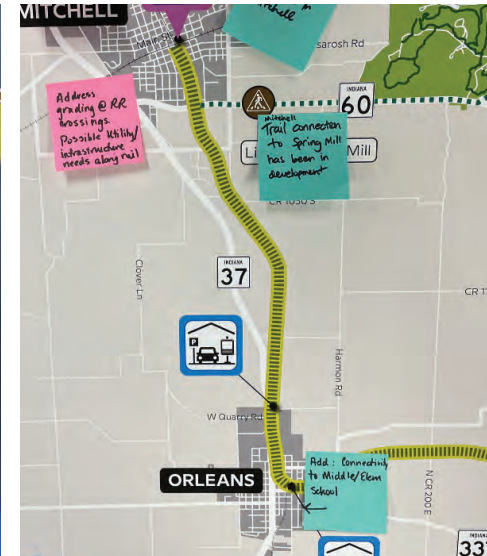 MITCHELL
Main St
sarosh Rd
Address
grading @ RR
crossings.
Possible Utility/
infrastructure
needs along rail
INDIANA
60
Mitchell
Trail connection
to Spring Mill
has been in
development
Li
Mill
CR 1050 S
Clover Ln
INDIANA
37
CR 1
P
Harmon Rd
W Quarry Rd
Add: Connectivity
to Middle/Elem
School
ORLEANS
N CR 200 E
INDIANA
33